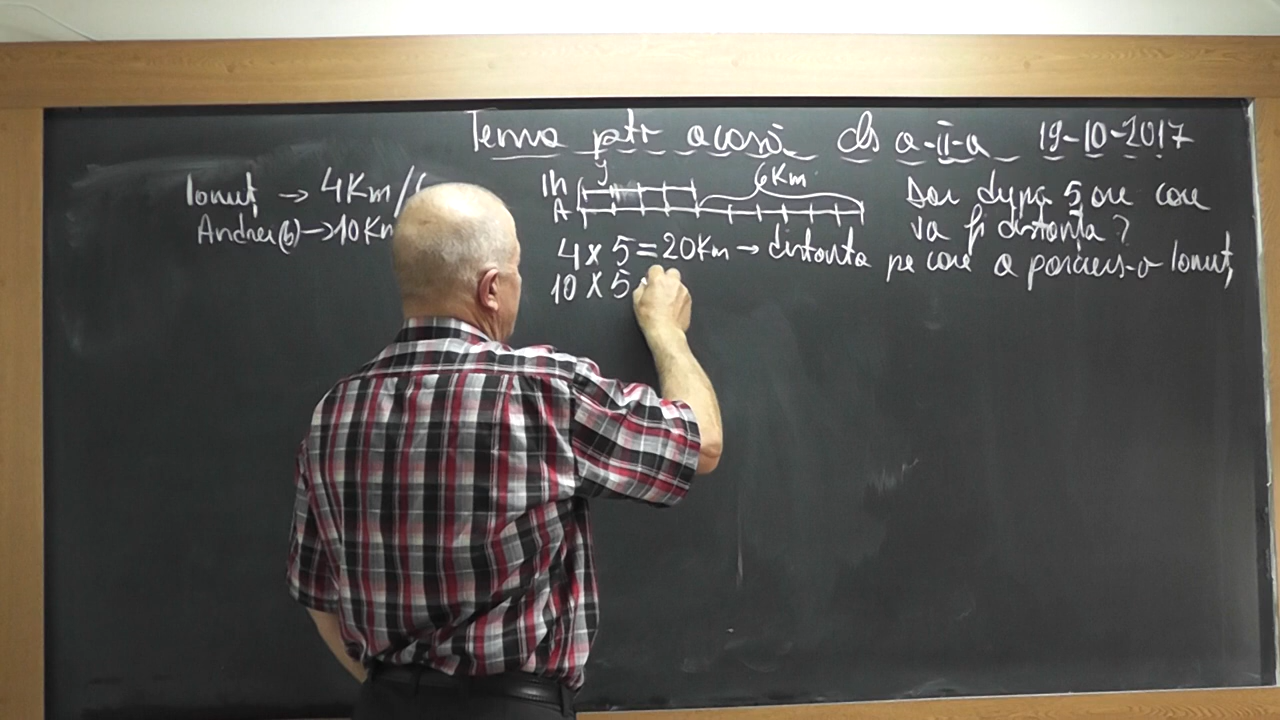 Tema ptr acasă cls a-II-a 19-10-2017
Ionuț → 4Km/
Andrei(b) → 10Km
1h
y
6Km
A
Dar după 5 ore care
va fi distanța?
4 x 5 = 20Km → distanța pe care a parcurs-o Ionuț,
10 x 5